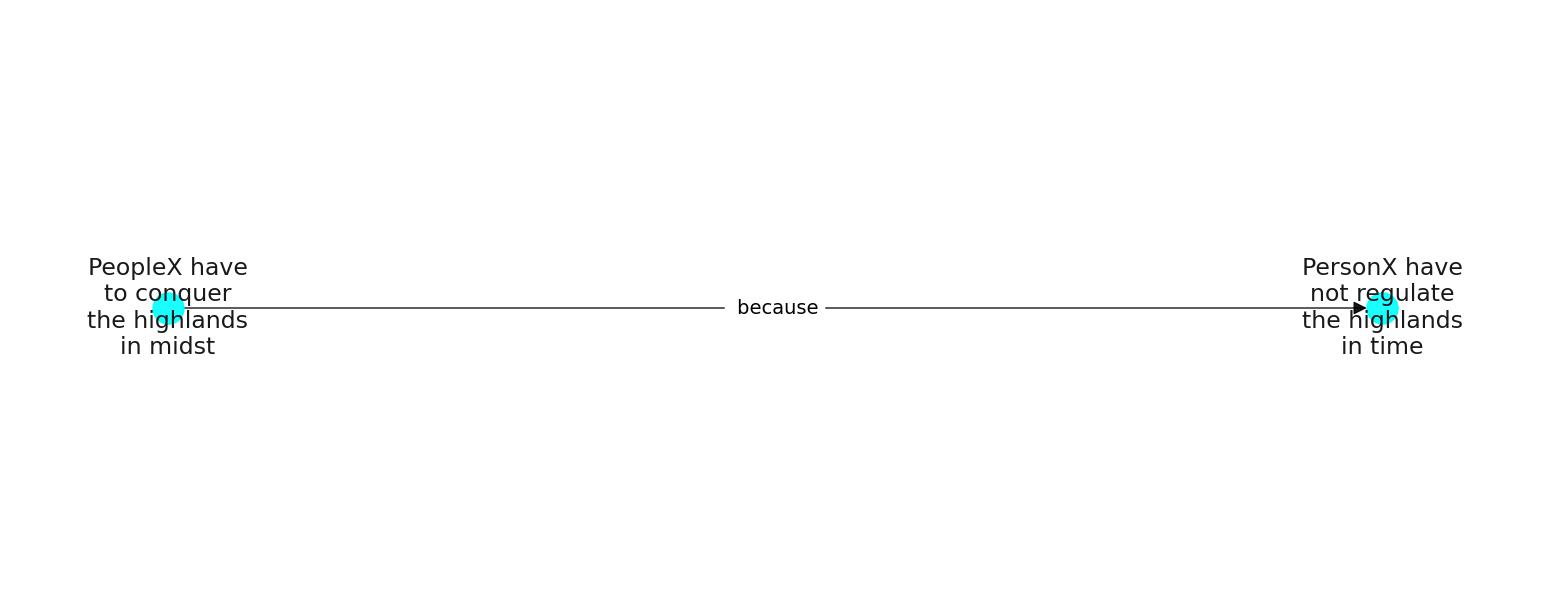 PeopleX have
to conquer
the highlands
in midst
because
PersonX have
not regulate
the highlands
in time